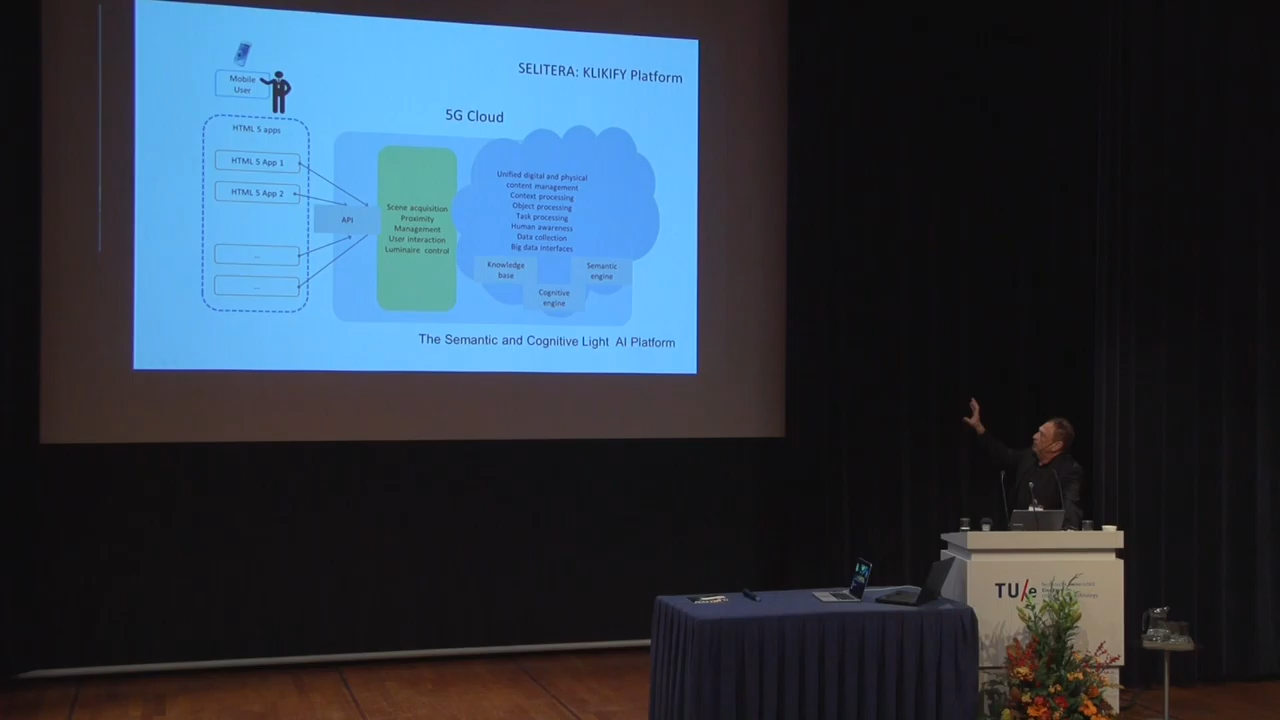 SELITERA: KLIKIFY Platform
Mobile
User
5G Cloud
HTML 5 apps
HTML 5 App 1
HTML 5 App 2
...
...
API
Scene acquisition
Proximity
Management
User interaction
Luminaire control
Unified digital and physical
content management
Context processing
Object processing
Task processing
Human awareness
Data collection
Big data interfaces
Knowledge
base
Semantic
engine
Cognitive
engine
The Semantic and Cognitive Light AI Platform
TU/e